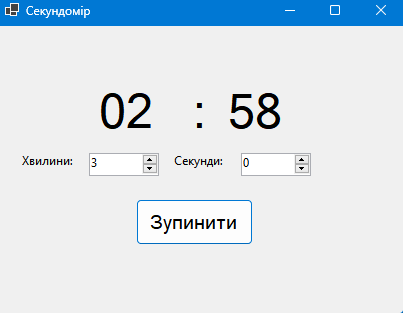 Секундомір
02 : 58
Хвилини: 3 Секунди: 0
Зупинити